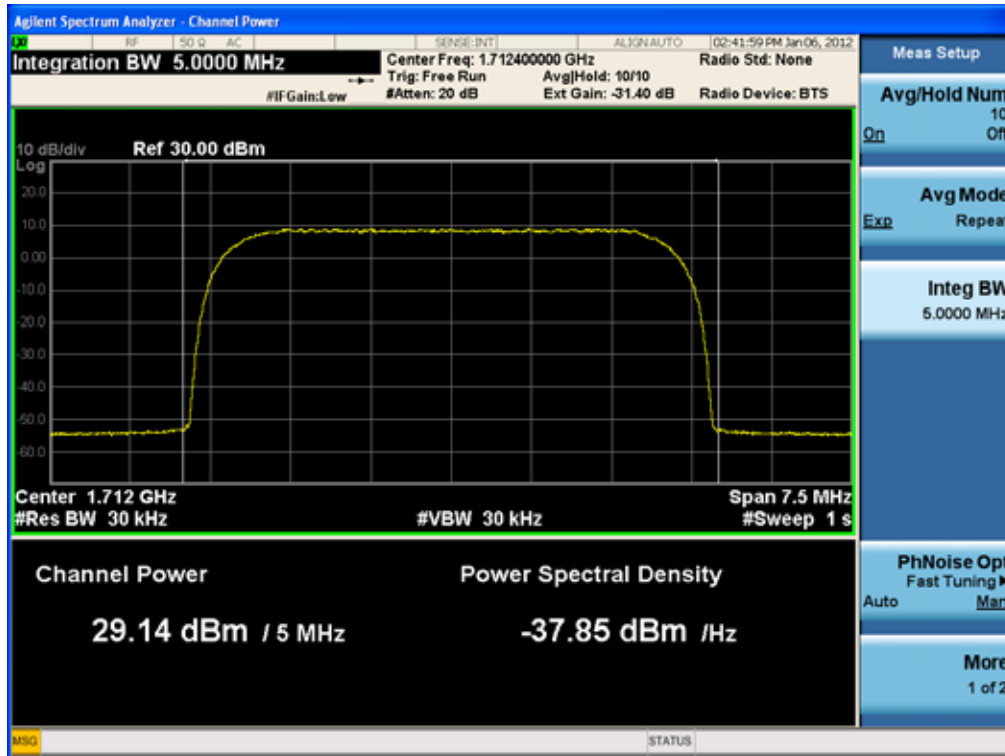 Agilent Spectrum Analyzer - Channel Power
LXI RF 50 Ω AC SENSE:INT ALIGNAUTO 02:41:59 PM Jan 06, 2012
Integration BW 5.0000 MHz
Center Freq: 1.712400000 GHz Radio Std: None
Trig: Free Run Avg|Hold: 10/10
#IFGain:Low #Atten: 20 dB Ext Gain: -31.40 dB Radio Device: BTS
10 dB/div Ref 30.00 dBm
Log
20.0
10.0
0.00
-10.0
-20.0
-30.0
-40.0
-50.0
-60.0
Center 1.712 GHz Span 7.5 MHz
#Res BW 30 kHz #VBW 30 kHz #Sweep 1 s
Channel Power Power Spectral Density
29.14 dBm / 5 MHz -37.85 dBm /Hz
Meas Setup
Avg/Hold Num
10
On Off
Avg Mode
Exp Repeat
Integ BW
5.0000 MHz
PhNoise Opt
Fast Tuning
Auto Man
More
1 of 2
MSG STATUS